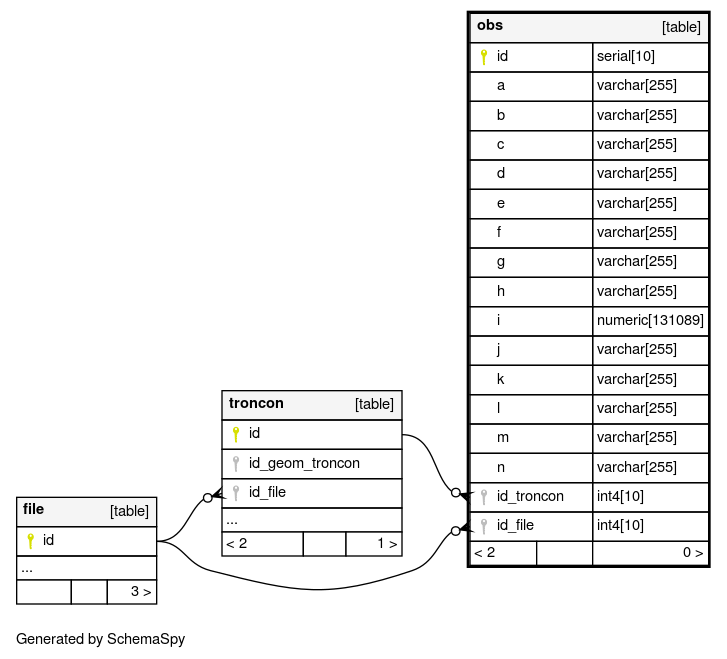 obs [table]
id serial[10]
a varchar[255]
b varchar[255]
c varchar[255]
d varchar[255]
e varchar[255]
f varchar[255]
g varchar[255]
h varchar[255]
i numeric[131089]
j varchar[255]
k varchar[255]
l varchar[255]
m varchar[255]
n varchar[255]
id_troncon int4[10]
id_file int4[10]
< 2 0 >
troncon [table]
id
id_geom_troncon
id_file
...
< 2 1 >
file [table]
id
...
3 >
Generated by SchemaSpy